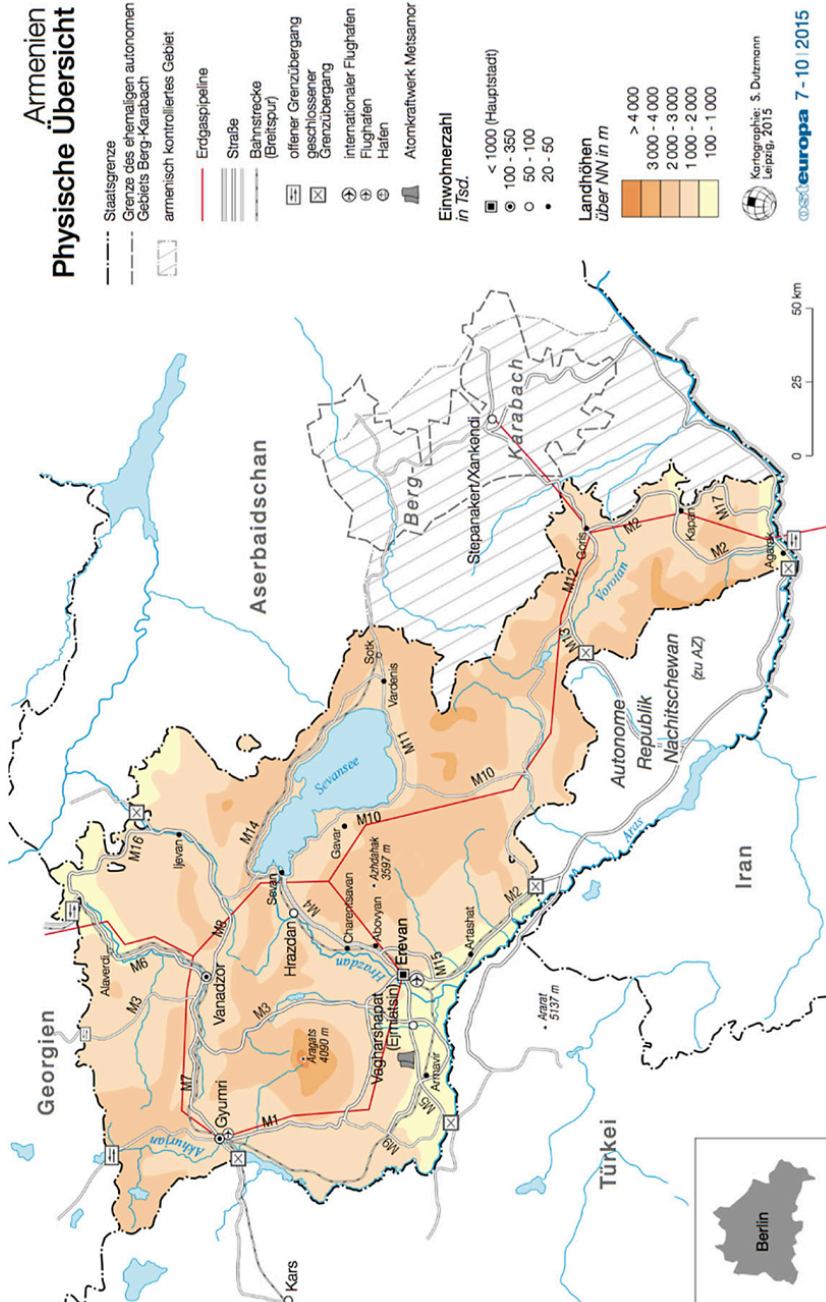 Armenien
Physische Übersicht
Staatsgrenze
Grenze des ehemaligen autonomen
Gebiets Berg-Karabach
armenisch kontrolliertes Gebiet
Erdgaspipeline
Straße
Bahnstrecke
(Breitspur)
offener Grenzübergang
geschlossener
Grenzübergang
internationaler Flughafen
Flughafen
Hafen
Atomkraftwerk Metsamor
Einwohnerzahl
in Tsd.
< 1000 (Hauptstadt)
100 - 350
50 - 100
20 - 50
Landhöhen
über NN in m
> 4 000
3 000 - 4 000
2 000 - 3 000
1 000 - 2 000
100 - 1 000
Kartographie: S. Dutzmann
Leipzig, 2015
osteuropa 7-10 | 2015
Georgien
Aserbaidschan
Türkei
Iran
Autonome
Republik
Nachitschewan
(zu AZ)
Berg-
Karabach
Stepanakert/Xankendi
Alaverdi
M6
M3
M16
Ijevan
M7
Vanadzor
M8
M14
Gyumri
Akhurjan
M1
M3
Aragats
4090 m
Hrazdan
Sevan
Sevansee
M4
Charentsavan
Abovyan
Hrazdan
Gavar
M10
Azhdahak
3597 m
M11
Sotk
Vardenis
M10
Vagharshapat
(Ejmiatsin)
Erevan
M15
Artashat
M2
Armavir
M5
M9
Kars
Ararat
5137 m
Aras
M12
M13
Goris
Vorotan
M2
Kapan
M17
M2
Agarak
0
25
50 km
Berlin